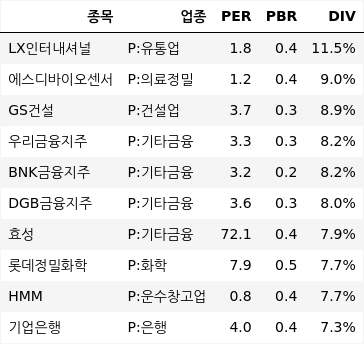 종목 업종 PER PBR DIV
LX인터내셔널 P:유통업 1.8 0.4 11.5%
에스디바이오센서 P:의료정밀 1.2 0.4 9.0%
GS건설 P:건설업 3.7 0.3 8.9%
우리금융지주 P:기타금융 3.3 0.3 8.2%
BNK금융지주 P:기타금융 3.2 0.2 8.2%
DGB금융지주 P:기타금융 3.6 0.3 8.0%
효성 P:기타금융 72.1 0.4 7.9%
롯데정밀화학 P:화학 7.9 0.5 7.7%
HMM P:운수창고업 0.8 0.4 7.7%
기업은행 P:은행 4.0 0.4 7.3%